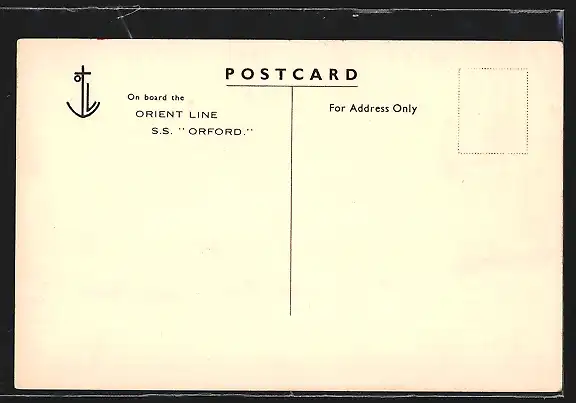 POSTCARD
On board the
ORIENT LINE
S.S. "ORFORD."
For Address Only